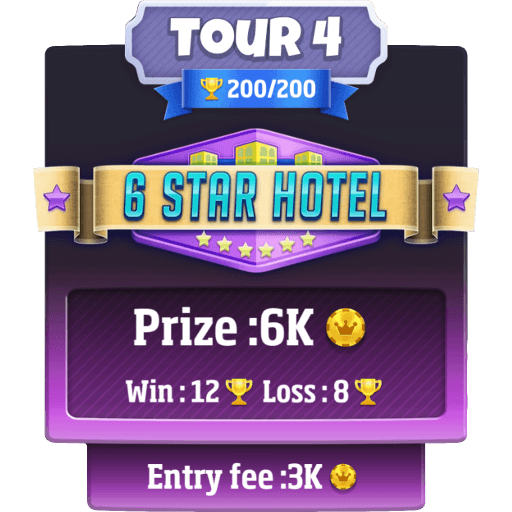 TOUR 4
200/200
6 STAR HOTEL
Prize :6K
Win : 12 Loss : 8
Entry fee :3K